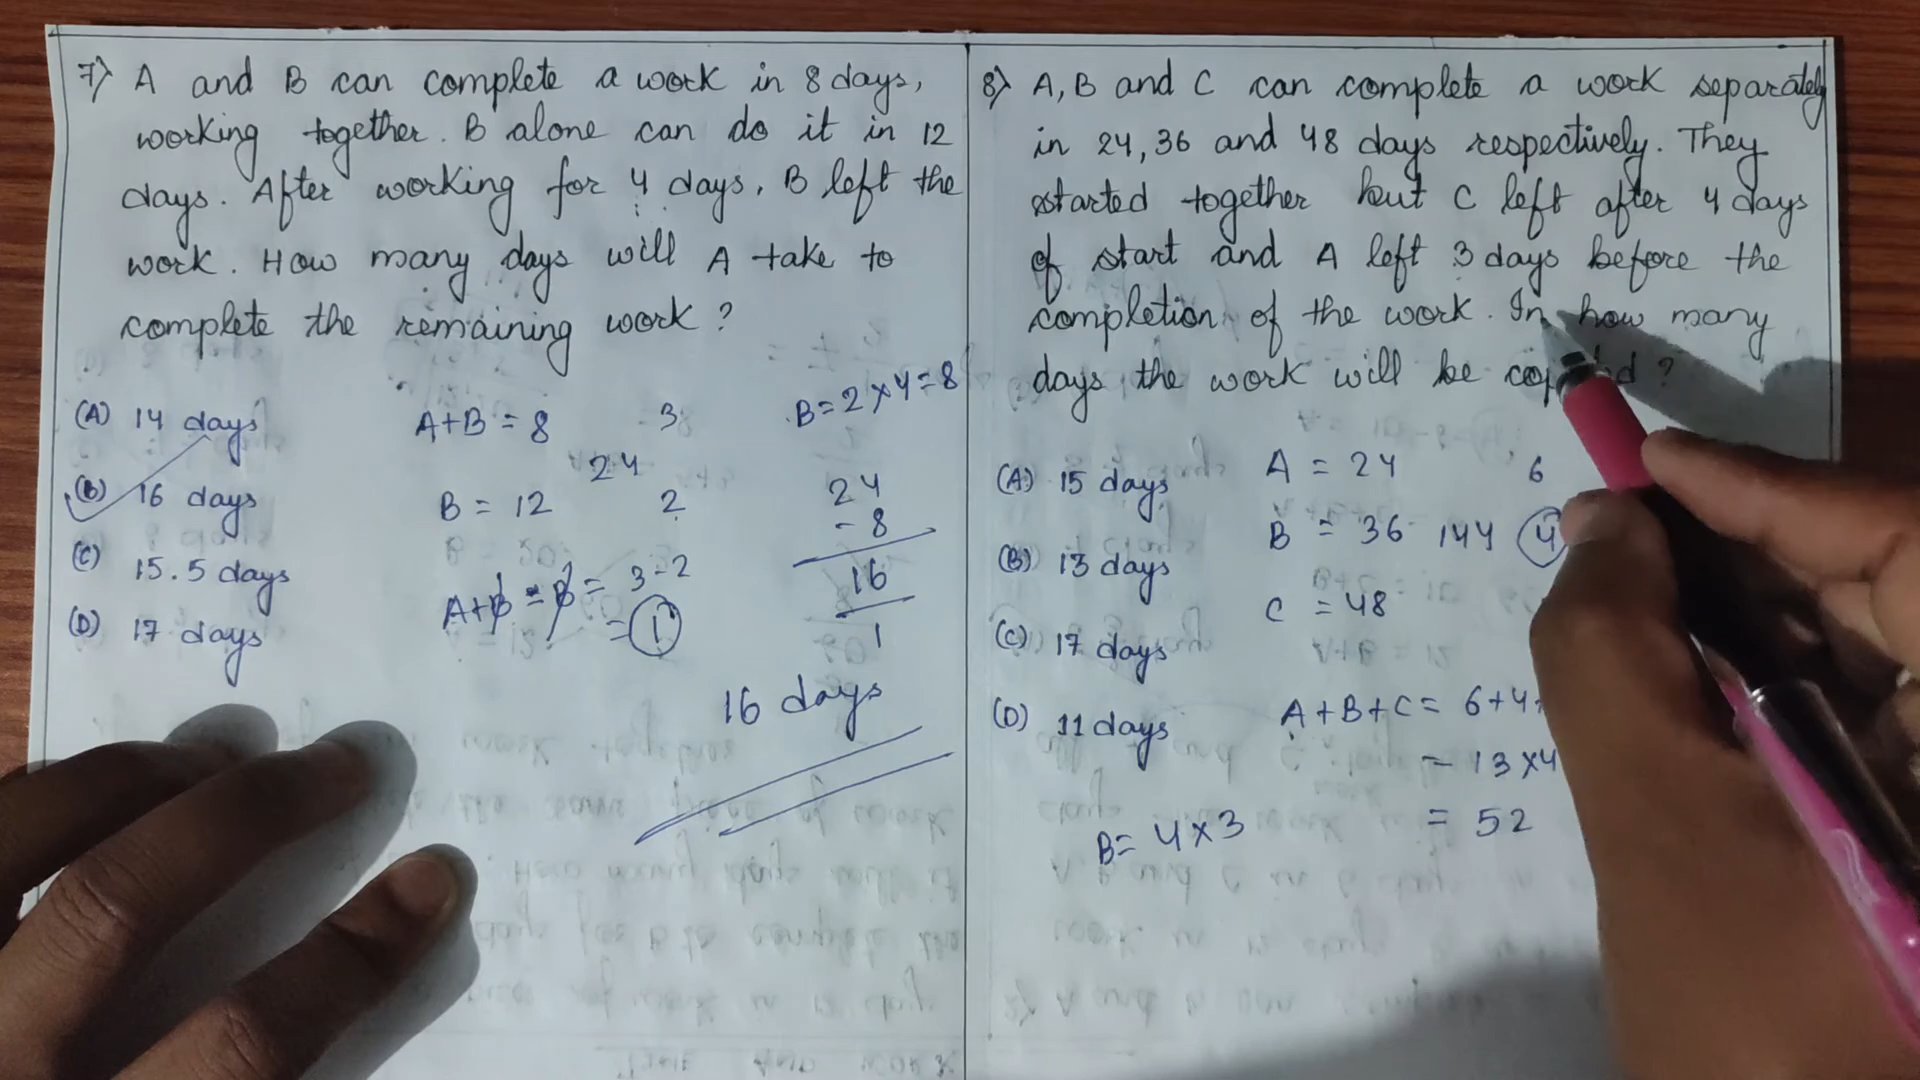 7) A and B can complete a work in 8 days,
working together. B alone can do it in 12
days. After working for 4 days, B left the
work. How many days will A take to
complete the remaining work?
(A) 14 days
(B) 16 days
(C) 15.5 days
(D) 17 days
A+B = 8 3
24
B = 12 2
A+B - B = 3-2
= 1
B = 2 × 4 = 8
24
- 8
16
1
16 days
8) A, B and C can complete a work separately
in 24, 36 and 48 days respectively. They
started together but C left after 4 days
of start and A left 3 days before the
completion of the work. In how many
days the work will be ?
(A) 15 days
(B) 13 days
(C) 17 days
(D) 11 days
A = 24 6
B = 36 144 4
C = 48
A+B+C = 6+4+
= 13×4
= 52
B= 4×3